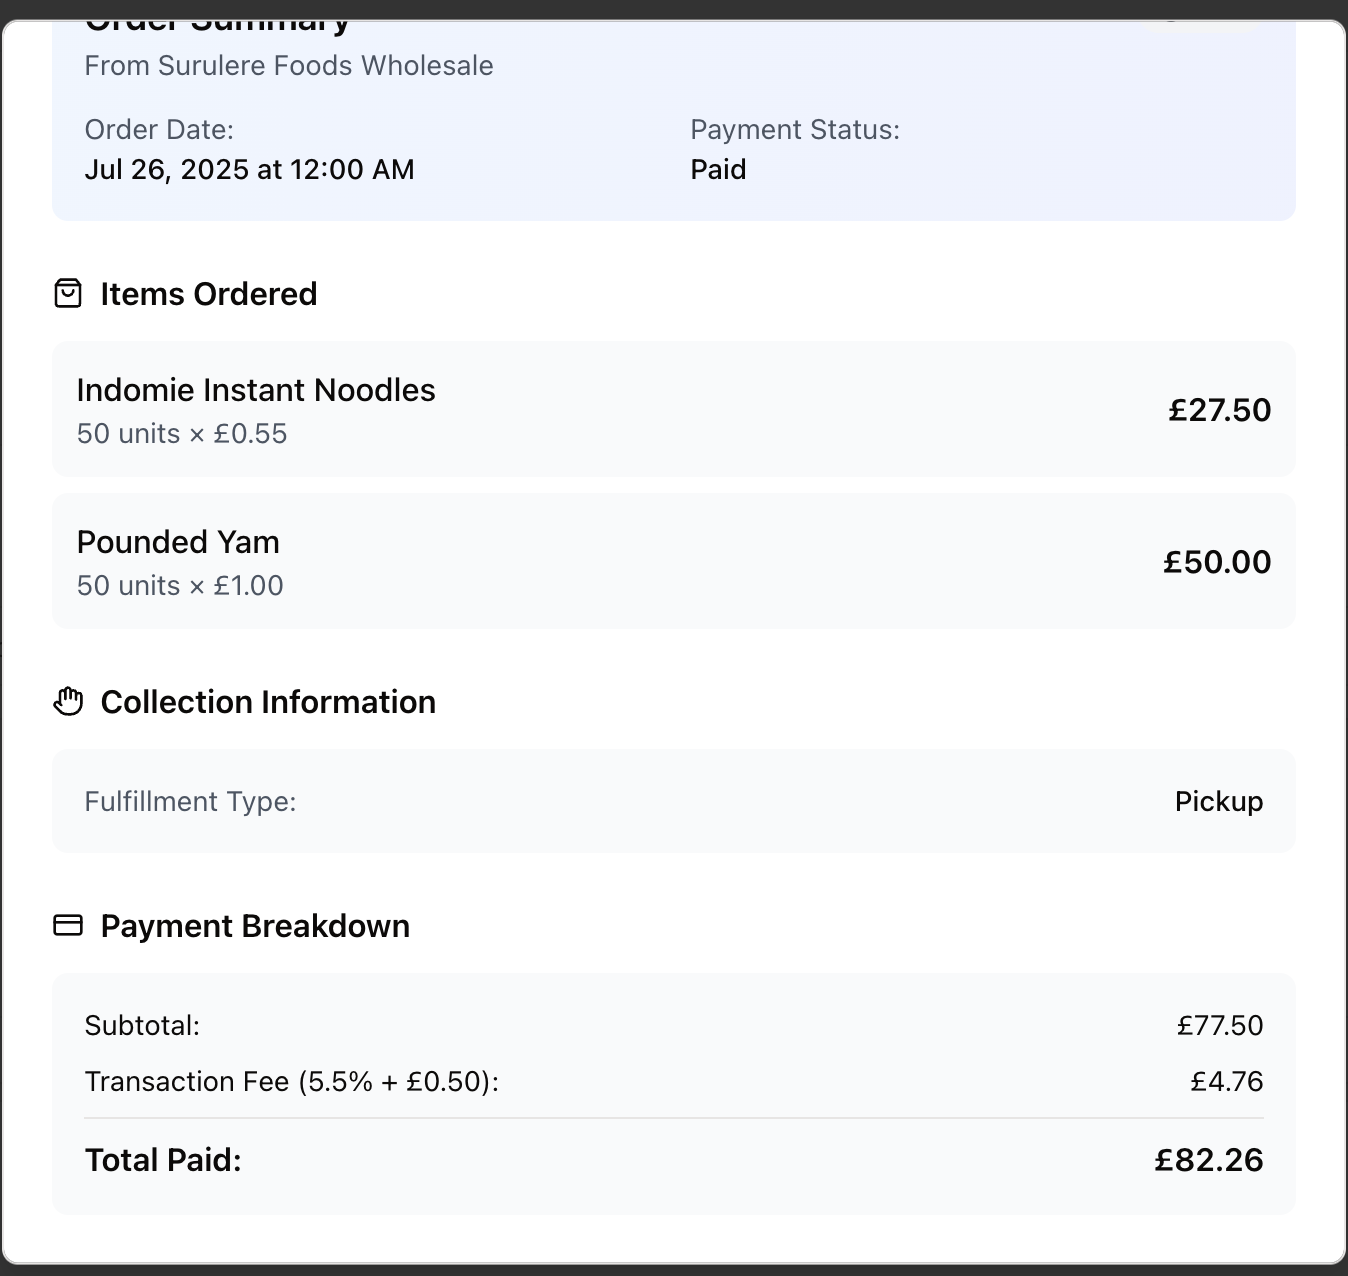 Order Summary
From Surulere Foods Wholesale
Order Date:
Jul 26, 2025 at 12:00 AM
Payment Status:
Paid
Items Ordered
Indomie Instant Noodles
50 units × £0.55
£27.50
Pounded Yam
50 units × £1.00
£50.00
Collection Information
Fulfillment Type:
Pickup
Payment Breakdown
Subtotal:
£77.50
Transaction Fee (5.5% + £0.50):
£4.76
Total Paid:
£82.26